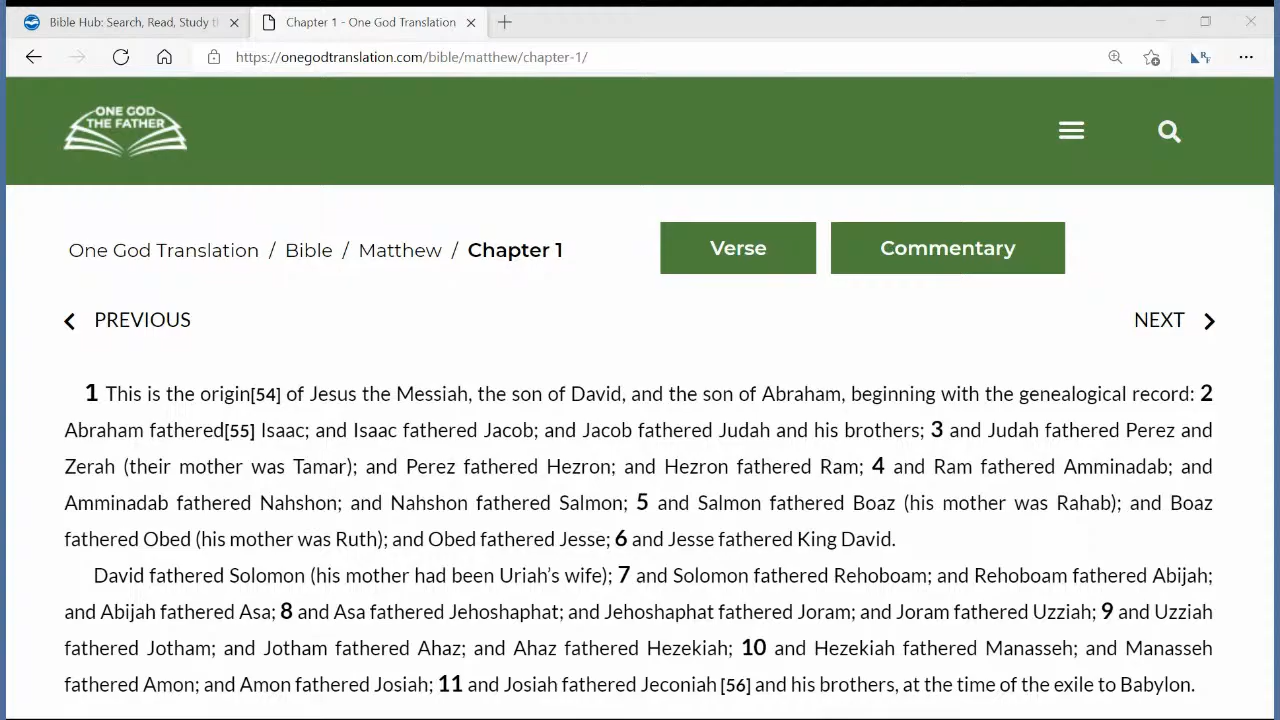 Bible Hub: Search, Read, Study t
Chapter 1 - One God Translation
https://onegodtranslation.com/bible/matthew/chapter-1/
ONE GOD
THE FATHER
One God Translation / Bible / Matthew / Chapter 1
Verse
Commentary
PREVIOUS
NEXT
1 This is the origin[54] of Jesus the Messiah, the son of David, and the son of Abraham, beginning with the genealogical record: 2
Abraham fathered[55] Isaac; and Isaac fathered Jacob; and Jacob fathered Judah and his brothers; 3 and Judah fathered Perez and
Zerah (their mother was Tamar); and Perez fathered Hezron; and Hezron fathered Ram; 4 and Ram fathered Amminadab; and
Amminadab fathered Nahshon; and Nahshon fathered Salmon; 5 and Salmon fathered Boaz (his mother was Rahab); and Boaz
fathered Obed (his mother was Ruth); and Obed fathered Jesse; 6 and Jesse fathered King David.
David fathered Solomon (his mother had been Uriah’s wife); 7 and Solomon fathered Rehoboam; and Rehoboam fathered Abijah;
and Abijah fathered Asa; 8 and Asa fathered Jehoshaphat; and Jehoshaphat fathered Joram; and Joram fathered Uzziah; 9 and Uzziah
fathered Jotham; and Jotham fathered Ahaz; and Ahaz fathered Hezekiah; 10 and Hezekiah fathered Manasseh; and Manasseh
fathered Amon; and Amon fathered Josiah; 11 and Josiah fathered Jeconiah [56] and his brothers, at the time of the exile to Babylon.